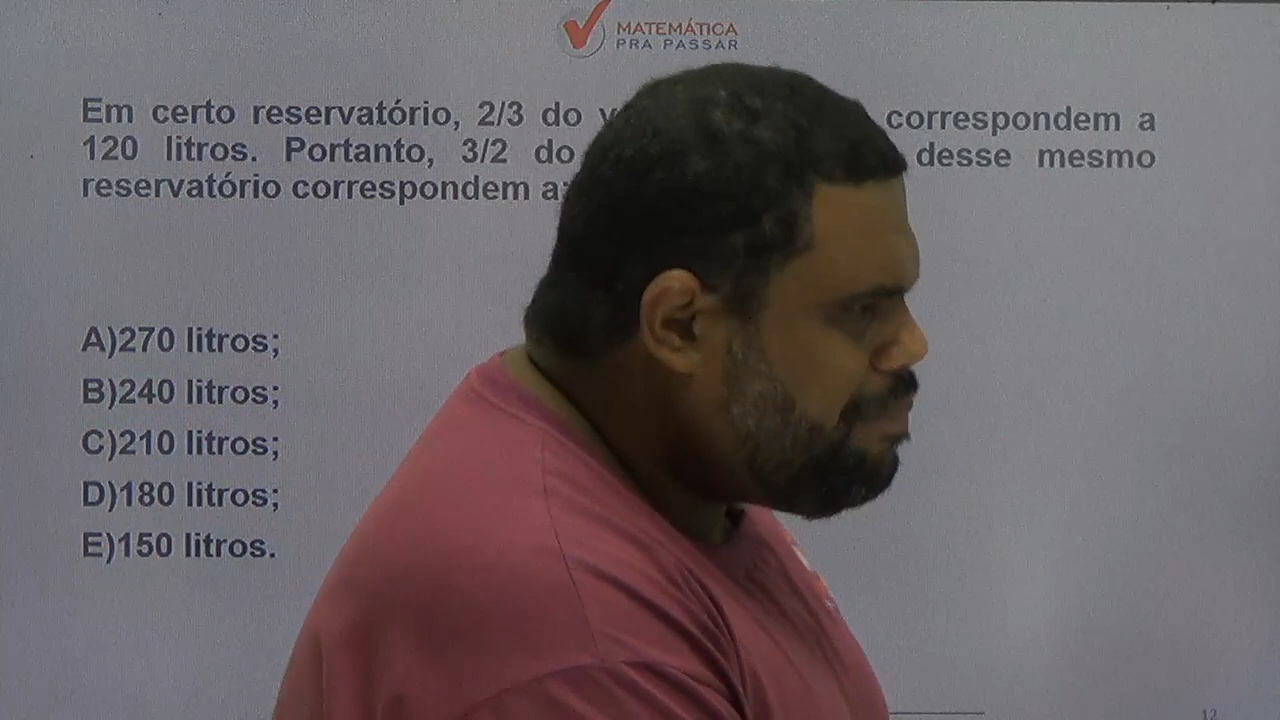 MATEMÁTICA
PRA PASSAR
Em certo reservatório, 2/3 do correspondem a
120 litros. Portanto, 3/2 do desse mesmo
reservatório correspondem a:
A)270 litros;
B)240 litros;
C)210 litros;
D)180 litros;
E)150 litros.
12